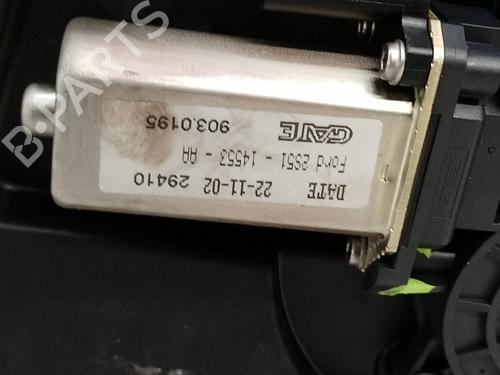 GATE
903.0195
Ford 2S51 - 14553 - AA
DATE 22-11-02 29410
B-PARTS